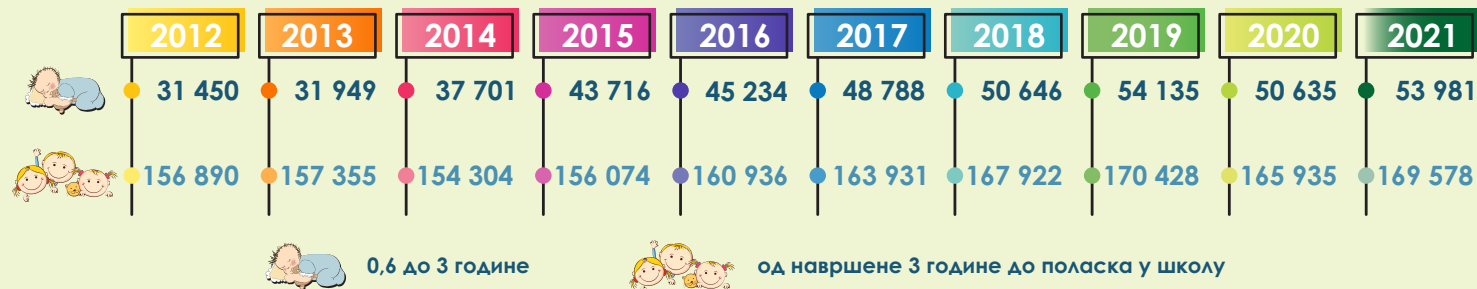 2012 2013 2014 2015 2016 2017 2018 2019 2020 2021
31 450 31 949 37 701 43 716 45 234 48 788 50 646 54 135 50 635 53 981
156 890 157 355 154 304 156 074 160 936 163 931 167 922 170 428 165 935 169 578
0,6 до 3 године од навршене 3 године до поласка у школу